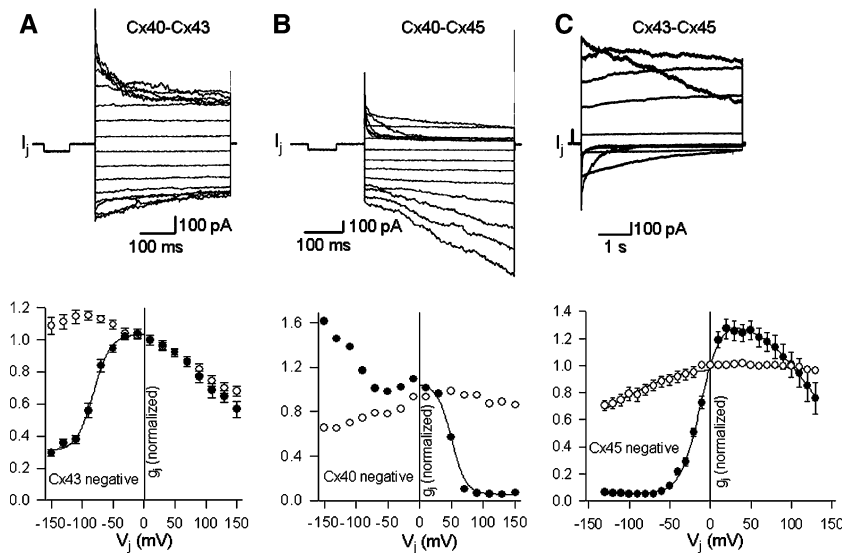 A
Cx40-Cx43
B
Cx40-Cx45
C
Cx43-Cx45
Ij
Ij
Ij
100 pA
100 ms
100 pA
100 ms
100 pA
1 s
1.2
1.0
0.8
0.6
0.4
0.2
0.0
Cx43 negative
gj (normalized)
-150 -100 -50 0 50 100 150
Vj (mV)
1.6
1.2
0.8
0.4
0.0
Cx40 negative
gj (normalized)
-150 -100 -50 0 50 100 150
Vj (mV)
1.4
1.2
1.0
0.8
0.6
0.4
0.2
0.0
Cx45 negative
gj (normalized)
-150 -100 -50 0 50 100 150
Vj (mV)